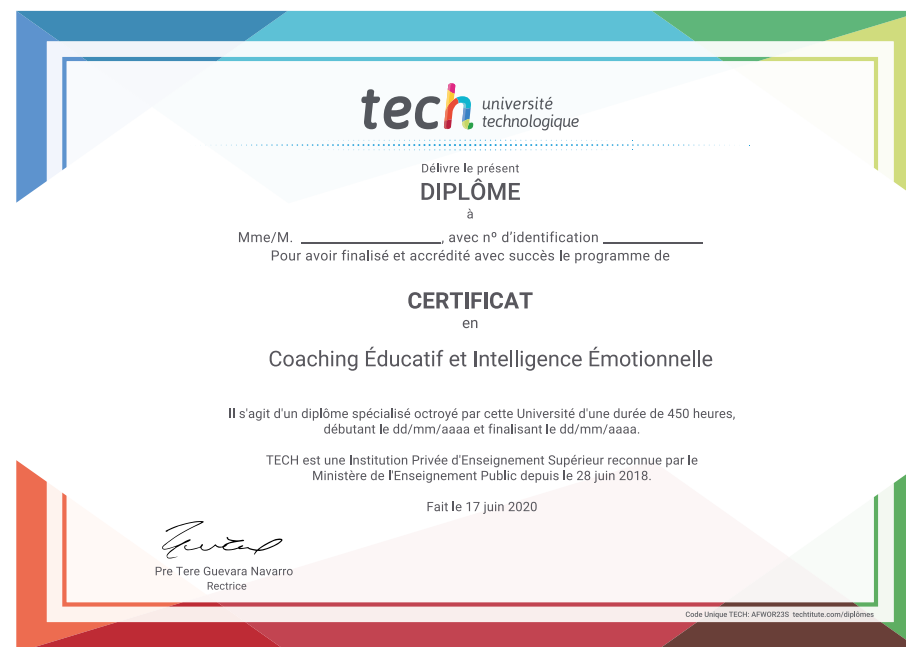 tech université
technologique
Délivre le présent
DIPLÔME
à
Mme/M. ____________________, avec nº d'identification ______________
Pour avoir finalisé et accrédité avec succès le programme de
CERTIFICAT
en
Coaching Éducatif et Intelligence Émotionnelle
Il s'agit d'un diplôme spécialisé octroyé par cette Université d'une durée de 450 heures,
débutant le dd/mm/aaaa et finalisant le dd/mm/aaaa.
TECH est une Institution Privée d'Enseignement Supérieur reconnue par le
Ministère de l'Enseignement Public depuis le 28 juin 2018.
Fait le 17 juin 2020
Pre Tere Guevara Navarro
Rectrice
Code Unique TECH: AFWOR23S techtitute.com/diplômes